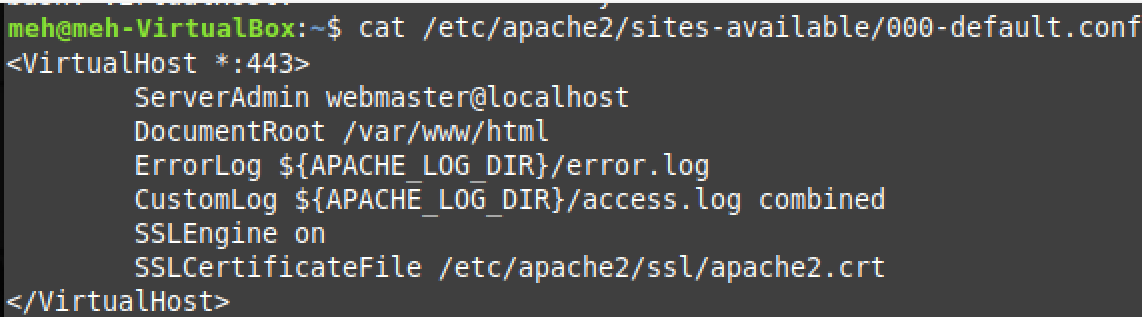 meh@meh-VirtualBox:~$ cat /etc/apache2/sites-available/000-default.conf
<VirtualHost *:443>
        ServerAdmin webmaster@localhost
        DocumentRoot /var/www/html
        ErrorLog ${APACHE_LOG_DIR}/error.log
        CustomLog ${APACHE_LOG_DIR}/access.log combined
        SSLEngine on
        SSLCertificateFile /etc/apache2/ssl/apache2.crt
</VirtualHost>